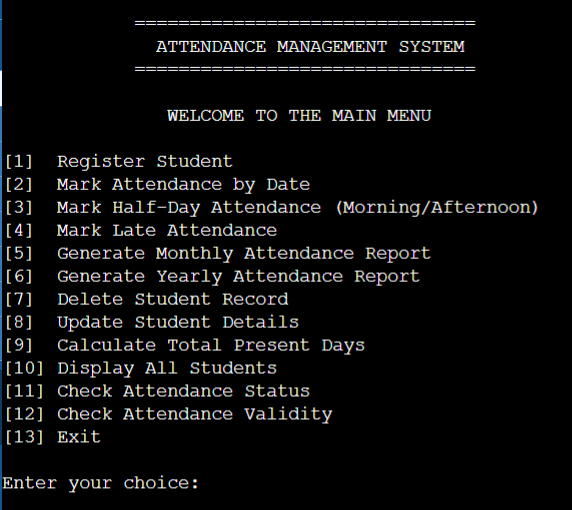 ===============================
ATTENDANCE MANAGEMENT SYSTEM
===============================
WELCOME TO THE MAIN MENU
[1] Register Student
[2] Mark Attendance by Date
[3] Mark Half-Day Attendance (Morning/Afternoon)
[4] Mark Late Attendance
[5] Generate Monthly Attendance Report
[6] Generate Yearly Attendance Report
[7] Delete Student Record
[8] Update Student Details
[9] Calculate Total Present Days
[10] Display All Students
[11] Check Attendance Status
[12] Check Attendance Validity
[13] Exit
Enter your choice: